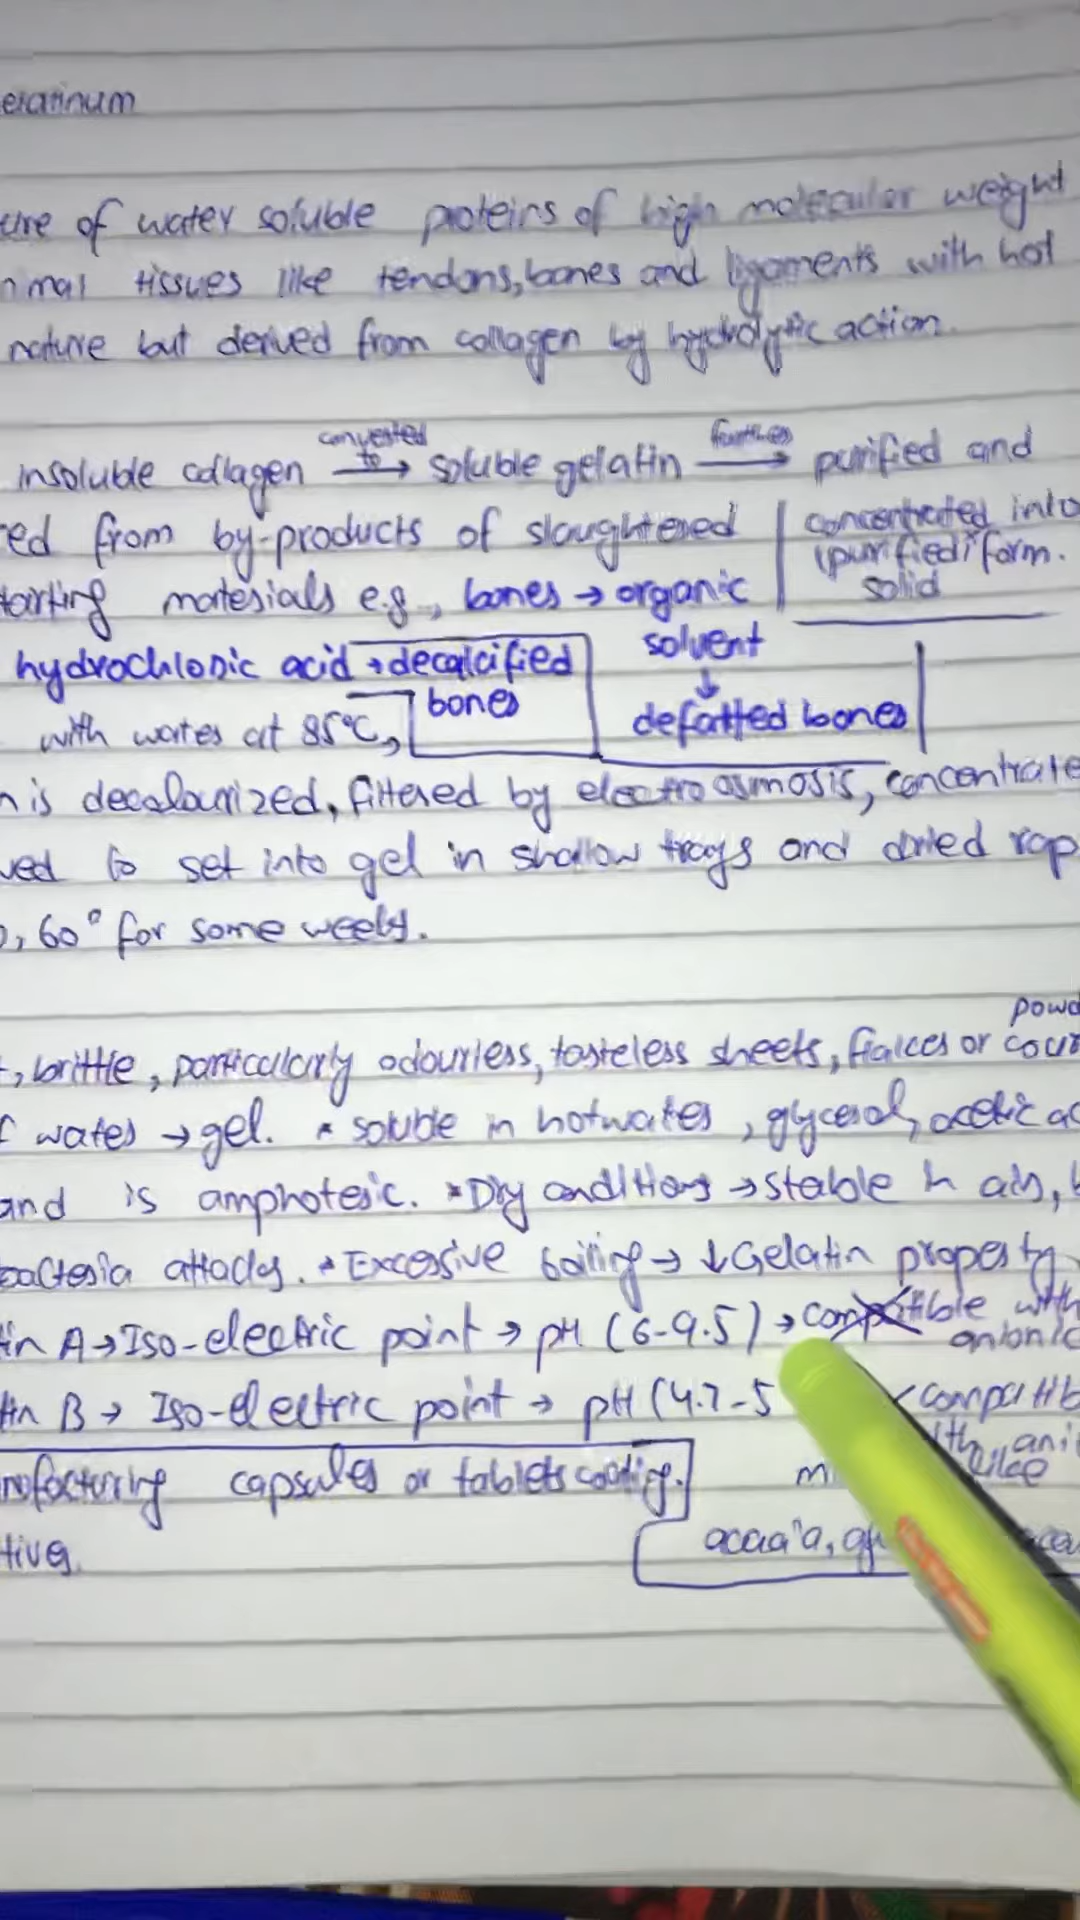 elatinum
ure of water soluble proteins of high molecular weight
nimal tissues like tendons, bones and ligaments with hot
nature but derived from collagen by hydrolytic action.
converted to further
insoluble collagen → soluble gelatin → purified and
ed from by-products of slaughtered concentrated into
(purified) form.
tarting materials e.g., bones → organic solid
hydrochloric acid → decalcified solvent
↓
with water at 85°C, bones defatted bones
n is decolourized, filtered by electroosmosis, concentrate
wed to set into gel in shallow trays and dried rap
, 60° for some weeks.
powd
t, brittle, particularly odourless, tasteless sheets, flakes or cour
f water → gel. * soluble in hot water, glycerol, acetic ac
and is amphoteric. * Dry conditions → stable in air, b
bacteria attacks. * Excessive boiling → ↓ Gelatin property
tin A → Iso-electric point → pH (6-9.5) → compatible with
anionic
tin B → Iso-electric point → pH (4.7-5 compatib
ith ani
nufacturing capsules or tablets coating. like
tives. acacia, a